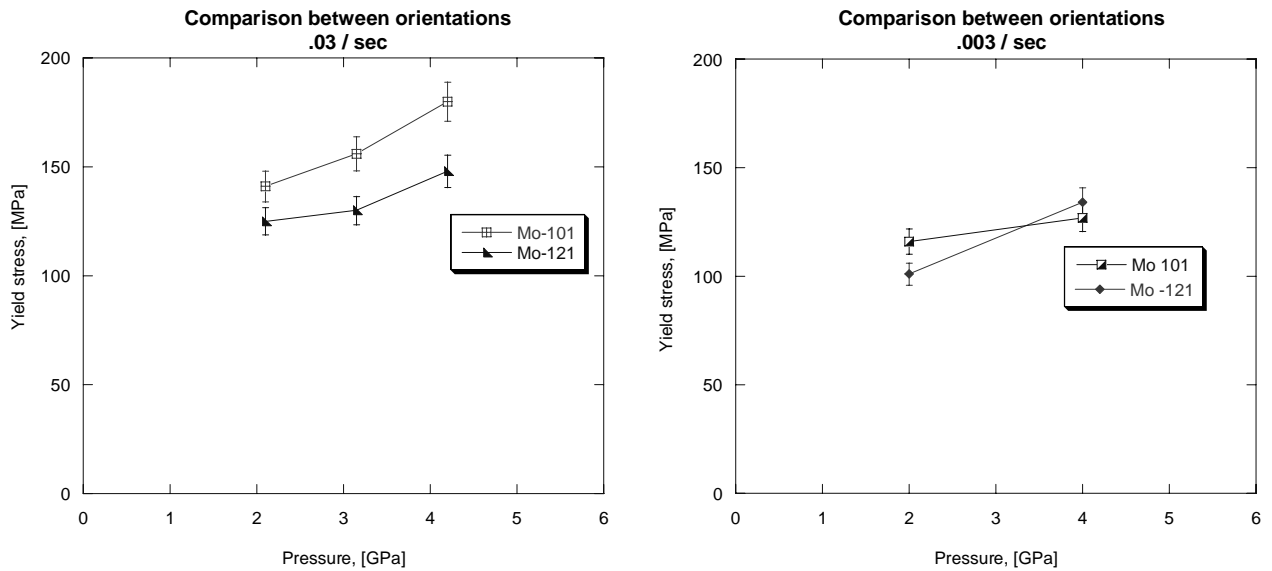 Comparison between orientations
.03 / sec
200
150
100
50
0
0 1 2 3 4 5 6
Yield stress, [MPa]
Pressure, [GPa]
Mo-101
Mo-121
Comparison between orientations
.003 / sec
200
150
100
50
0
0 1 2 3 4 5 6
Yield stress, [MPa]
Pressure, [GPa]
Mo 101
Mo -121